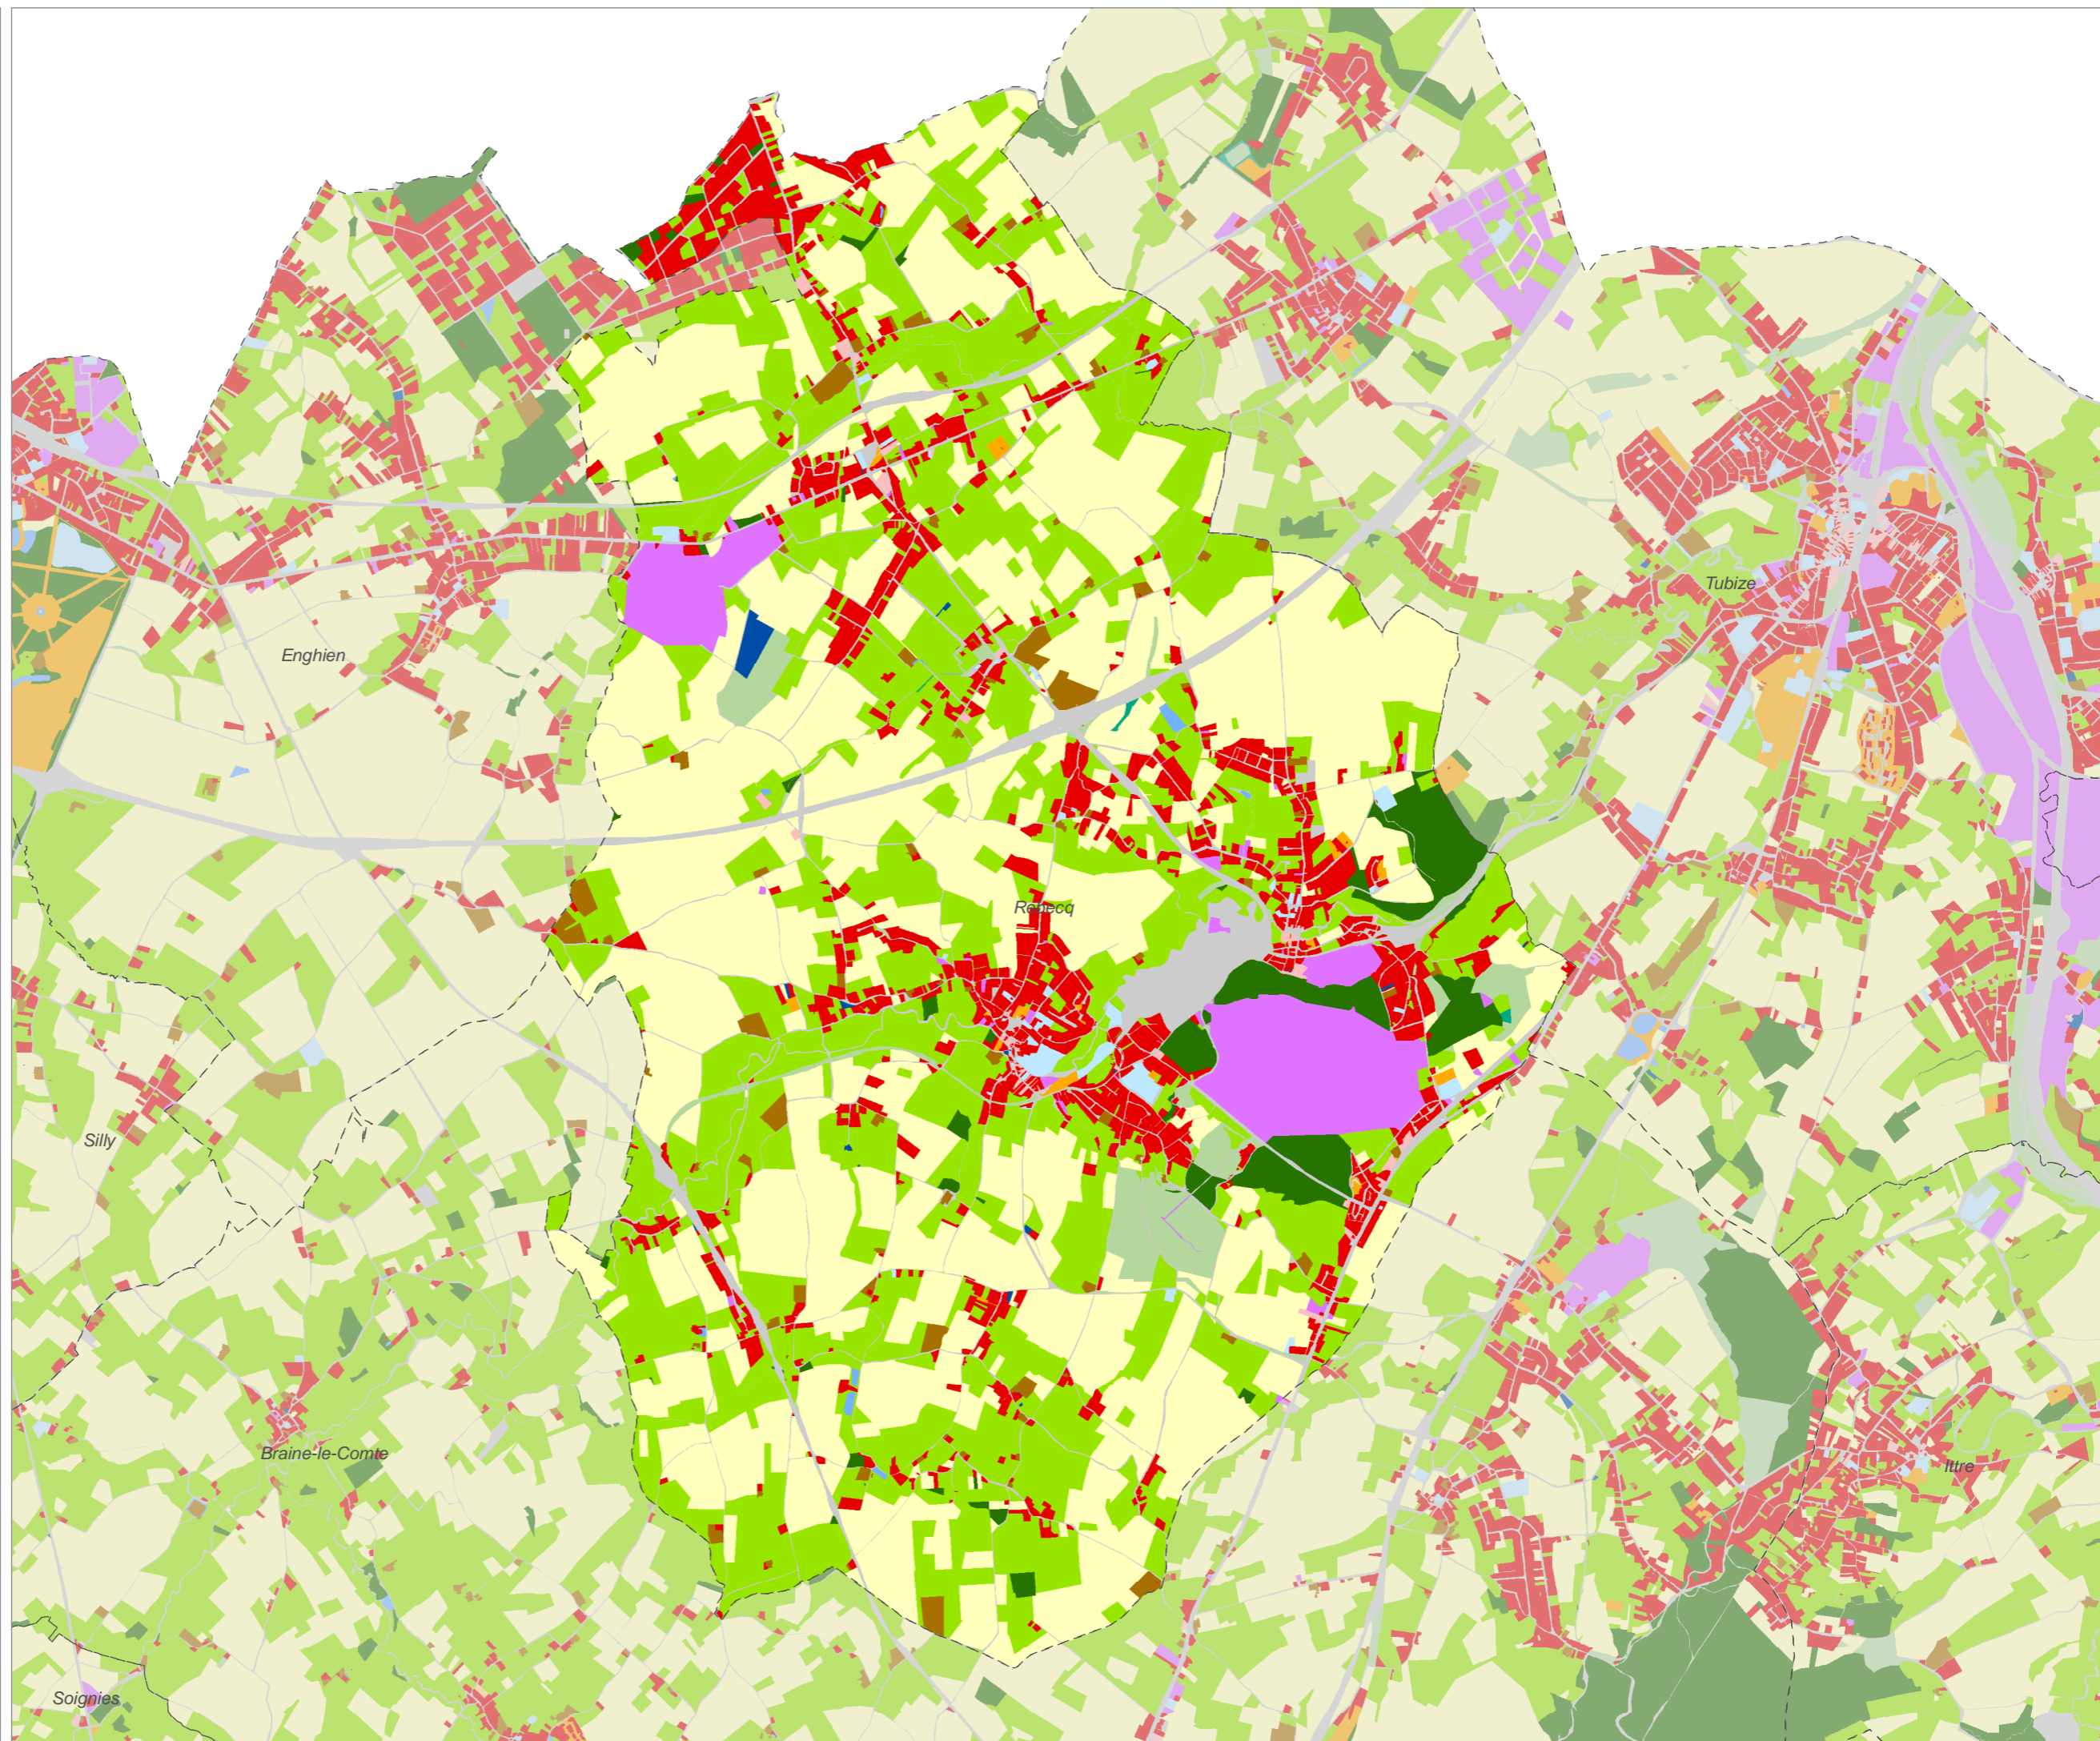 Tubize
Enghien
Rebecq
Silly
Braine-le-Comte
Ittre
Soignies